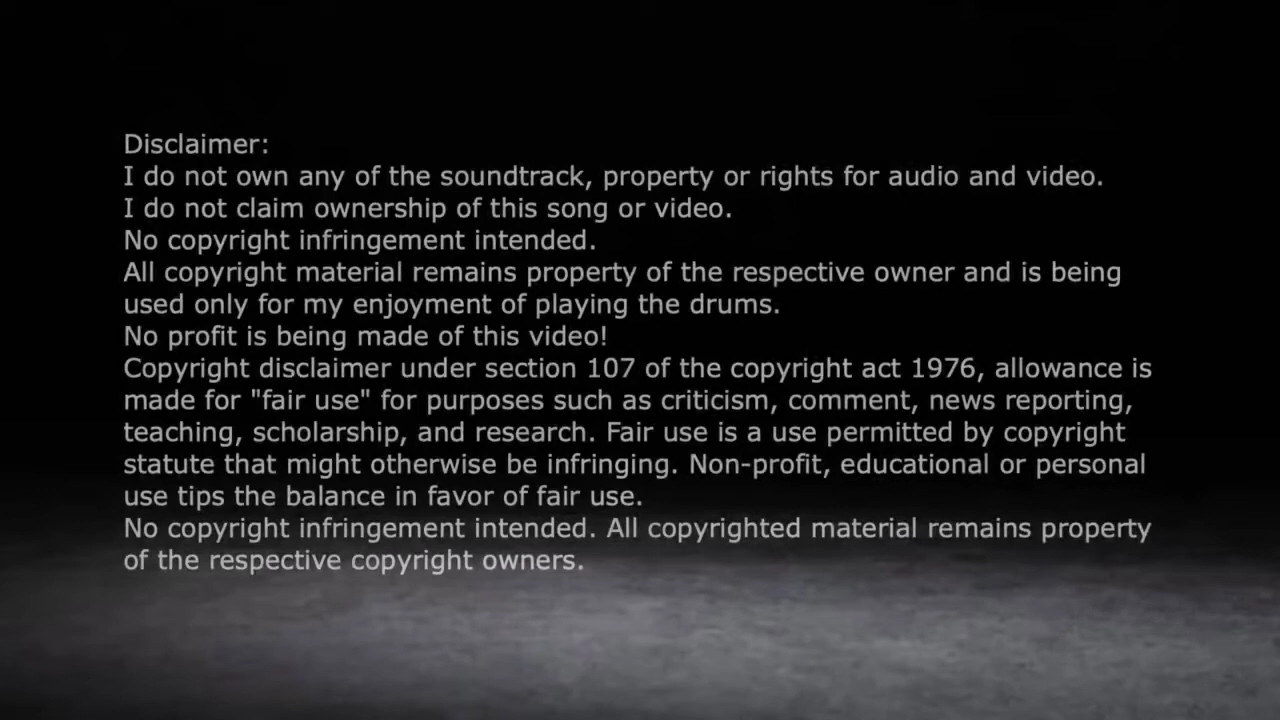 Disclaimer:
I do not own any of the soundtrack, property or rights for audio and video.
I do not claim ownership of this song or video.
No copyright infringement intended.
All copyright material remains property of the respective owner and is being
used only for my enjoyment of playing the drums.
No profit is being made of this video!
Copyright disclaimer under section 107 of the copyright act 1976, allowance is
made for "fair use" for purposes such as criticism, comment, news reporting,
teaching, scholarship, and research. Fair use is a use permitted by copyright
statute that might otherwise be infringing. Non-profit, educational or personal
use tips the balance in favor of fair use.
No copyright infringement intended. All copyrighted material remains property
of the respective copyright owners.